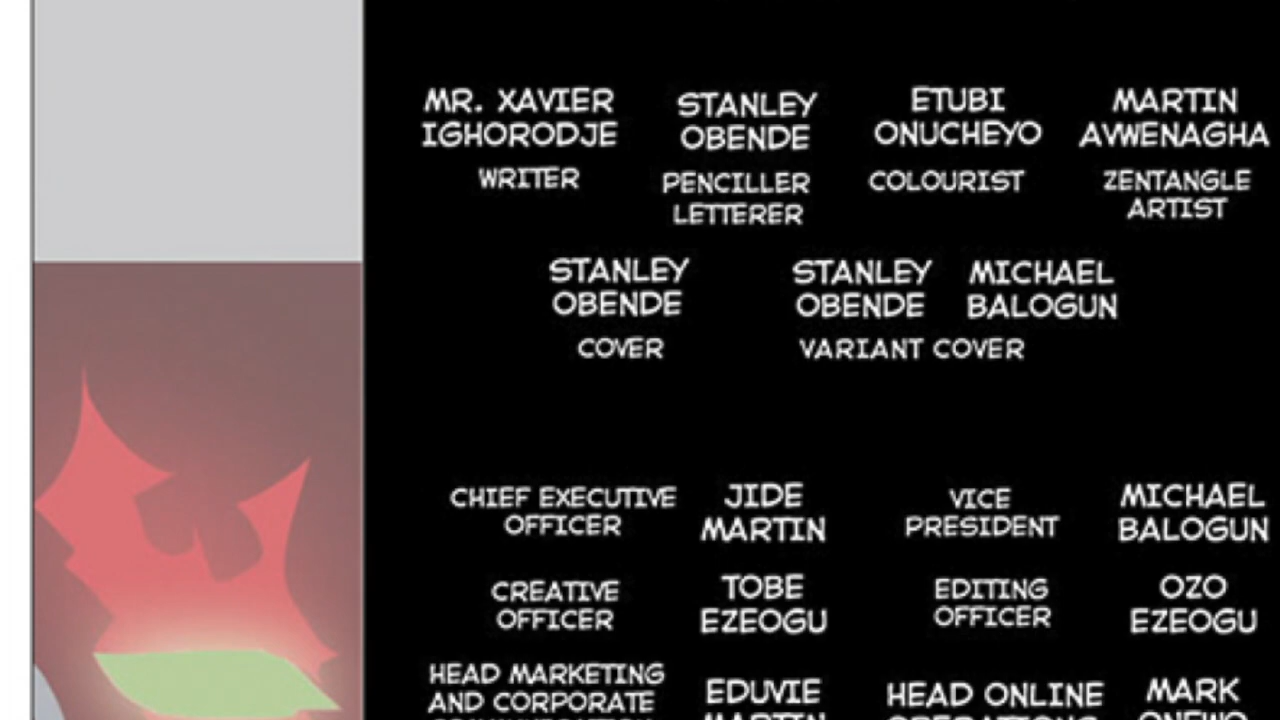 MR. XAVIER
IGHORODJE
WRITER
STANLEY
OBENDE
PENCILLER
LETTERER
ETUBI
ONUCHEYO
COLOURIST
MARTIN
AVWENAGHA
ZENTANGLE
ARTIST
STANLEY
OBENDE
COVER
STANLEY
OBENDE
MICHAEL
BALOGUN
VARIANT COVER
CHIEF EXECUTIVE
OFFICER
JIDE
MARTIN
VICE
PRESIDENT
MICHAEL
BALOGUN
CREATIVE
OFFICER
TOBE
EZEOGU
EDITING
OFFICER
OZO
EZEOGU
HEAD MARKETING
AND CORPORATE
EDUVIE
MARTIN
HEAD ONLINE
MARK